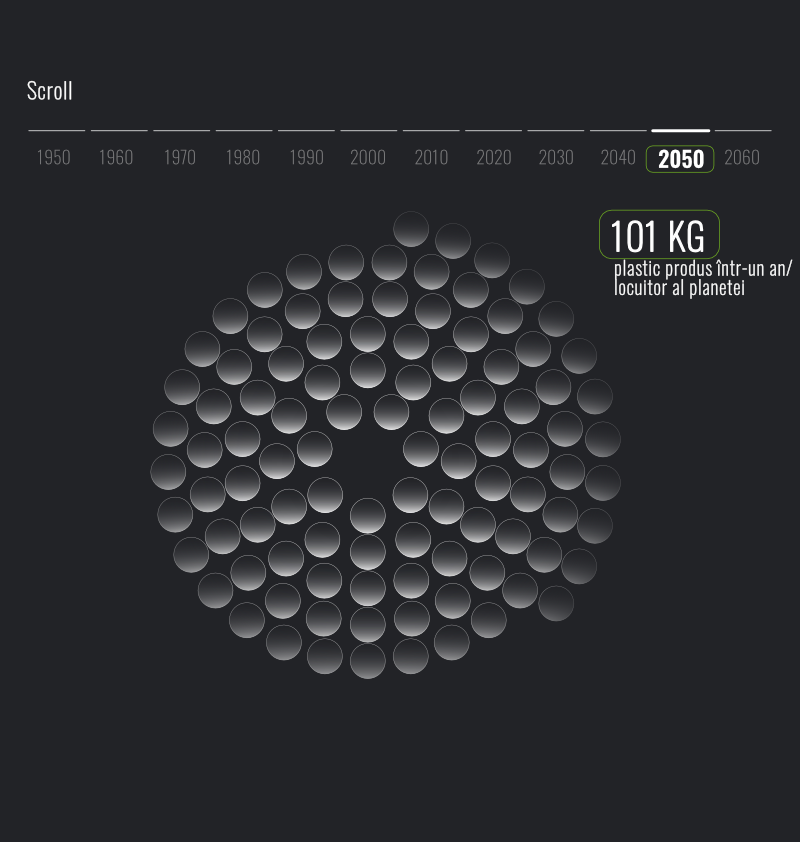 Scroll
1950 1960 1970 1980 1990 2000 2010 2020 2030 2040 2050 2060
101 KG
plastic produs într-un an/
locuitor al planetei